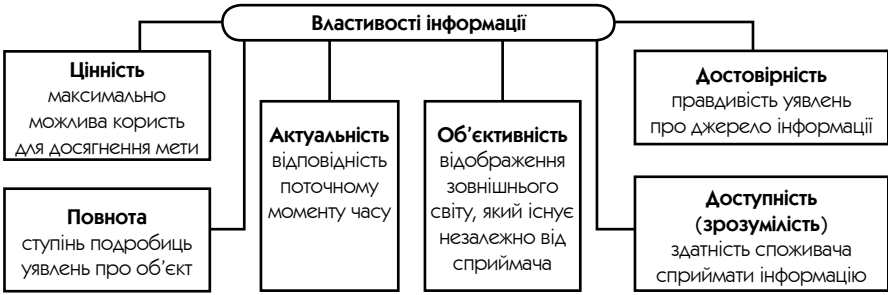 Властивості інформації
Цінність
максимально
можлива користь
для досягнення мети
Повнота
ступінь подробиць
уявлень про об’єкт
Актуальність
відповідність
поточному
моменту часу
Об’єктивність
відображення
зовнішнього
світу, який існує
незалежно від
сприймача
Достовірність
правдивість уявлень
про джерело інформації
Доступність
(зрозумілість)
здатність споживача
сприймати інформацію